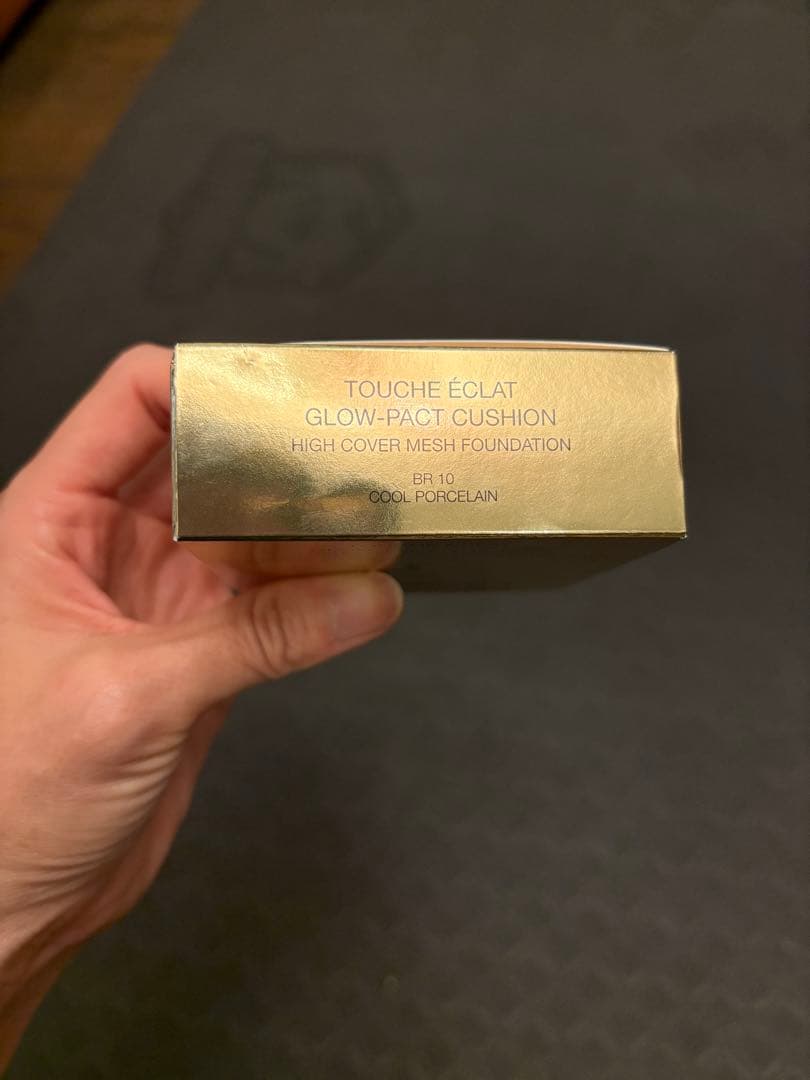 TOUCHE ÉCLAT
GLOW-PACT CUSHION
HIGH COVER MESH FOUNDATION
BR 10
COOL PORCELAIN